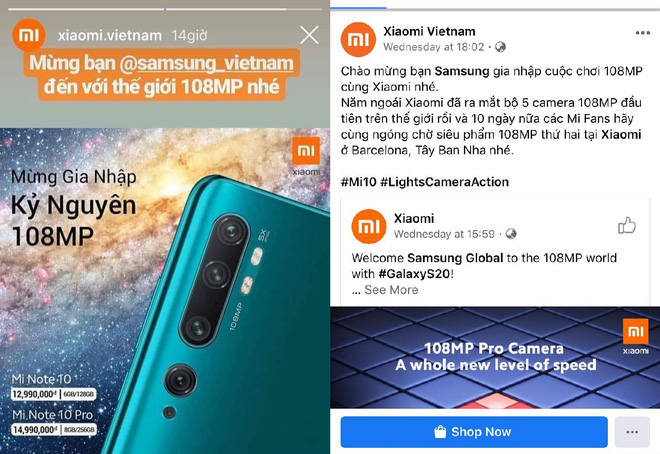 xiaomi.vietnam 14giờ
Mừng bạn @samsung_vietnam
đến với thế giới 108MP nhé
xiaomi
Mừng Gia Nhập
Kỷ Nguyên
108MP
5X
108MP
Mi Note 10
12,990,000đ | 6GB/128GB
Mi Note 10 Pro
14,990,000đ | 8GB/256GB
Xiaomi Vietnam
Wednesday at 18:02
Chào mừng bạn Samsung gia nhập cuộc chơi 108MP
cùng Xiaomi nhé.
Năm ngoái Xiaomi đã ra mắt bộ 5 camera 108MP đầu
tiên trên thế giới rồi và 10 ngày nữa các Mi Fans hãy
cùng ngóng chờ siêu phẩm 108MP thứ hai tại Xiaomi
ở Barcelona, Tây Ban Nha nhé.
#Mi10 #LightsCameraAction
Xiaomi
Wednesday at 15:59
Welcome Samsung Global to the 108MP world
with #GalaxyS20!
... See More
xiaomi
108MP Pro Camera
A whole new level of speed
Shop Now